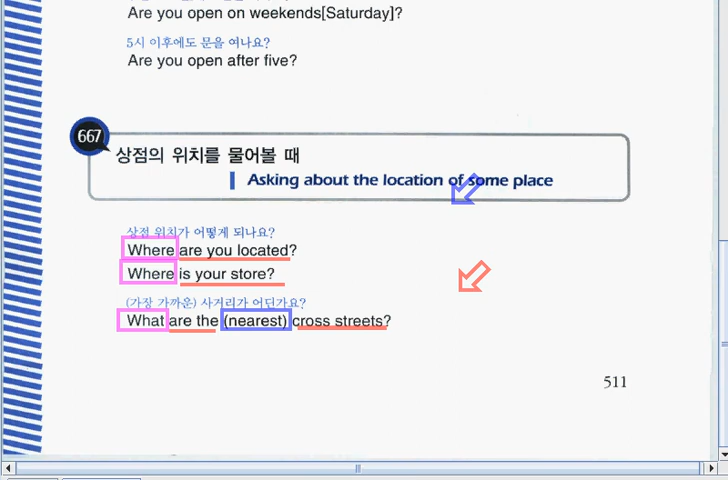 Are you open on weekends[Saturday]?
5시 이후에도 문을 여나요?
Are you open after five?
667
상점의 위치를 물어볼 때
Asking about the location of some place
상점 위치가 어떻게 되나요?
Where are you located?
Where is your store?
(가장 가까운) 사거리가 어딘가요?
What are the (nearest) cross streets?
511